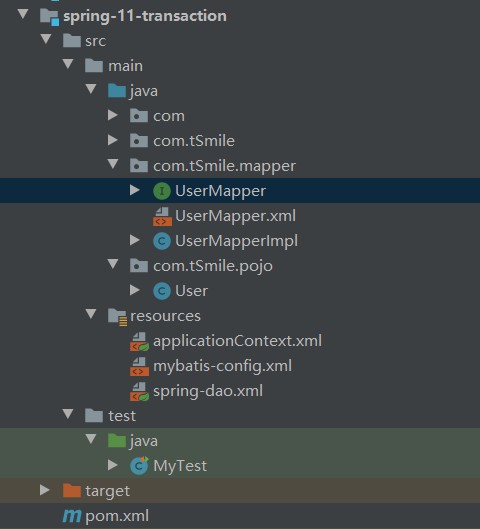 spring-11-transaction
src
main
java
com
com.tSmile
com.tSmile.mapper
UserMapper
UserMapper.xml
UserMapperImpl
com.tSmile.pojo
User
resources
applicationContext.xml
mybatis-config.xml
spring-dao.xml
test
java
MyTest
target
pom.xml